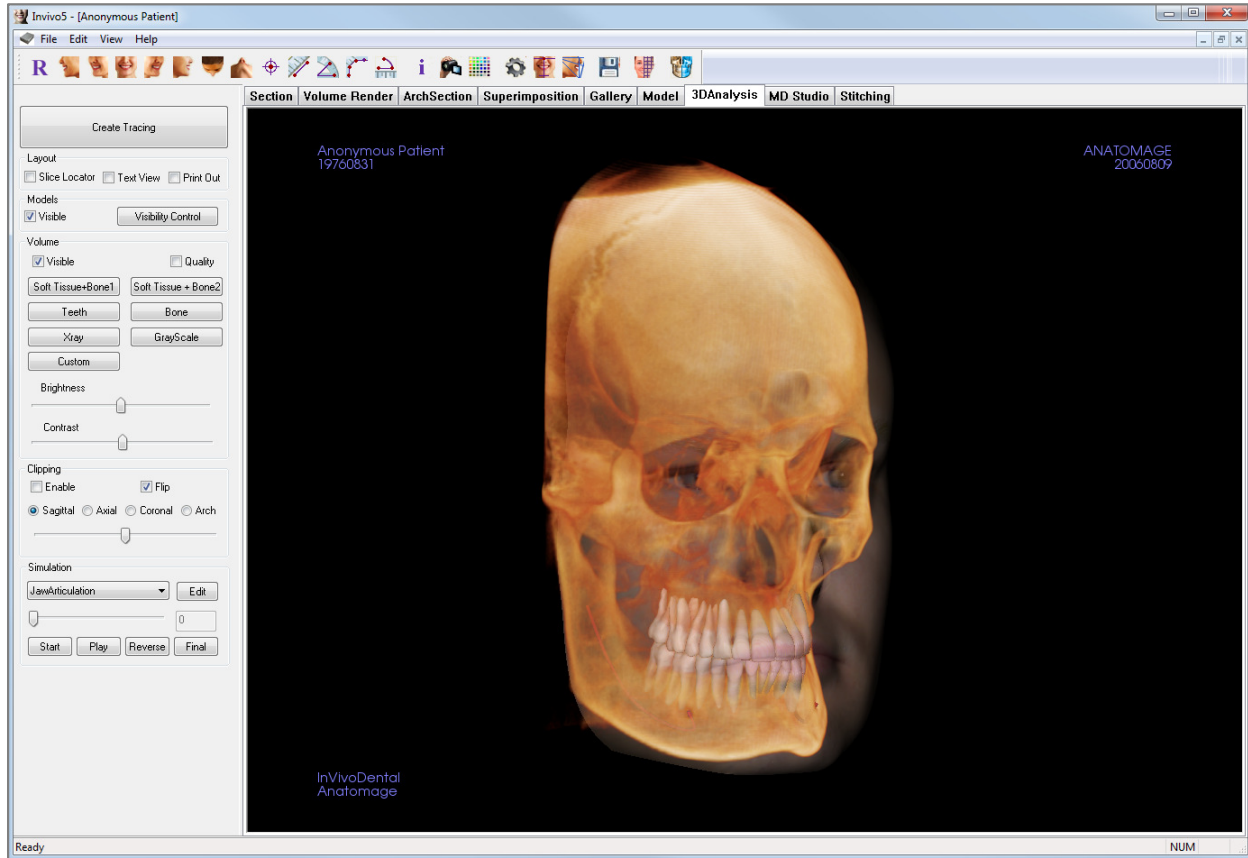 Invivo5 - [Anonymous Patient]
File Edit View Help
R i
Section Volume Render ArchSection Superimposition Gallery Model 3DAnalysis MD Studio Stitching
Create Tracing
Layout
Slice Locator Text View Print Out
Models
Visible Visibility Control
Volume
Visible Quality
Soft Tissue+Bone1 Soft Tissue + Bone2
Teeth Bone
Xray GrayScale
Custom
Brightness
Contrast
Clipping
Enable Flip
Sagittal Axial Coronal Arch
Simulation
JawArticulation Edit
0
Start Play Reverse Final
Anonymous Patient
19760831
ANATOMAGE
20060809
InVivoDental
Anatomage
Ready NUM